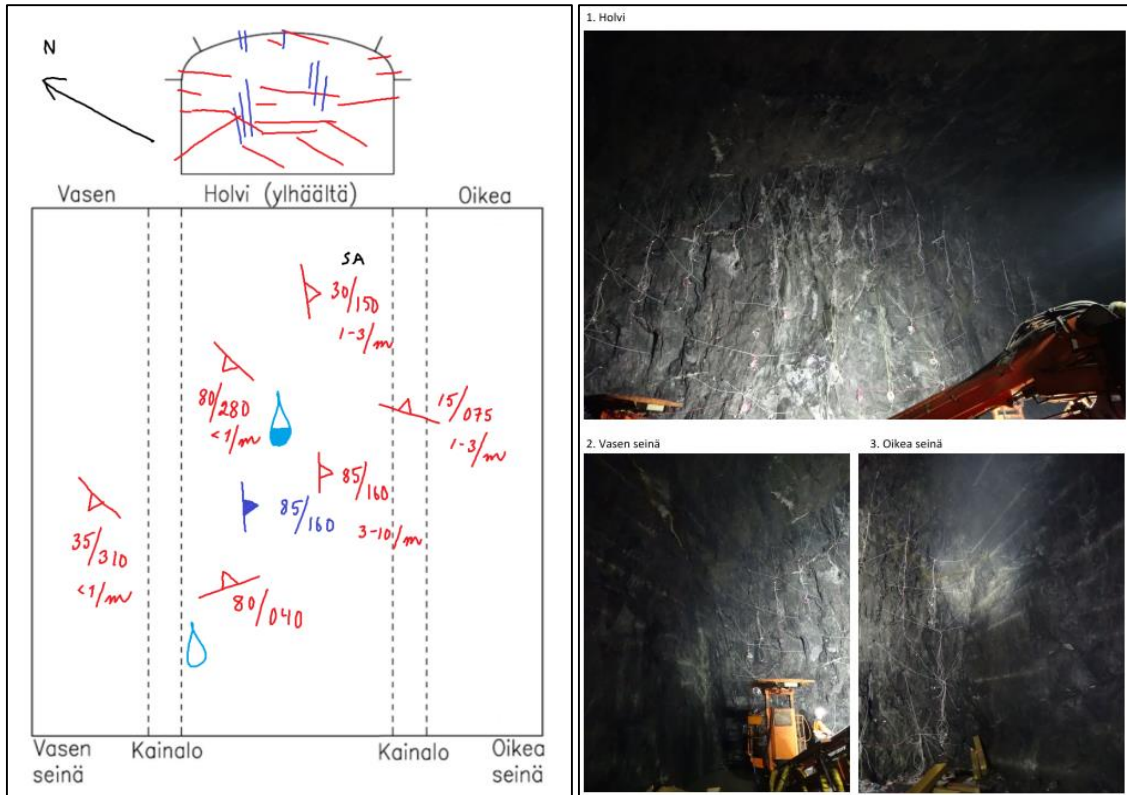 N
Vasen
Holvi (ylhäältä)
Oikea
SA
30/150
1-3/m
80/280
<1/m
15/075
1-3/m
85/160
3-10/m
85/160
35/310
<1/m
80/040
Vasen seinä
Kainalo
Kainalo
Oikea seinä
1. Holvi
2. Vasen seinä
3. Oikea seinä